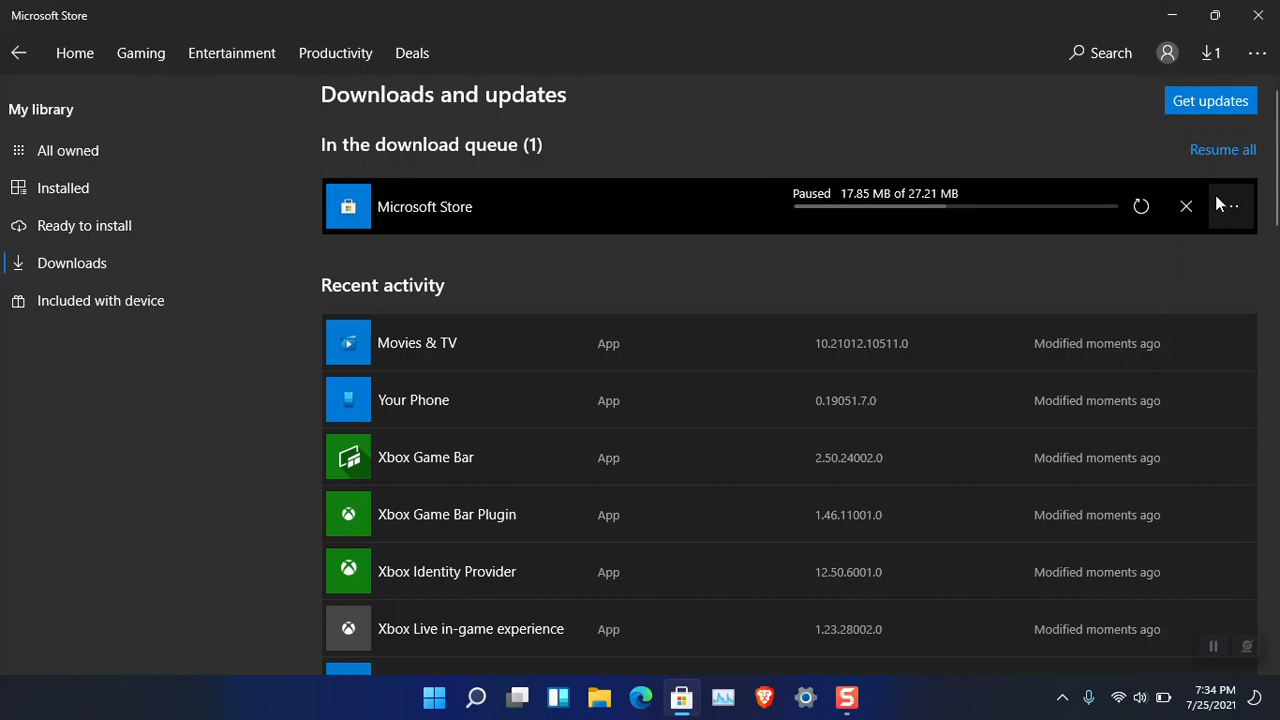 Microsoft Store
Home Gaming Entertainment Productivity Deals Search 1
My library
All owned
Installed
Ready to install
Downloads
Included with device
Downloads and updates
Get updates
In the download queue (1)
Resume all
Microsoft Store Paused 17.85 MB of 27.21 MB
Recent activity
Movies & TV App 10.21012.10511.0 Modified moments ago
Your Phone App 0.19051.7.0 Modified moments ago
Xbox Game Bar App 2.50.24002.0 Modified moments ago
Xbox Game Bar Plugin App 1.46.11001.0 Modified moments ago
Xbox Identity Provider App 12.50.6001.0 Modified moments ago
Xbox Live in-game experience App 1.23.28002.0 Modified moments ago
S
7:34 PM
7/25/2021